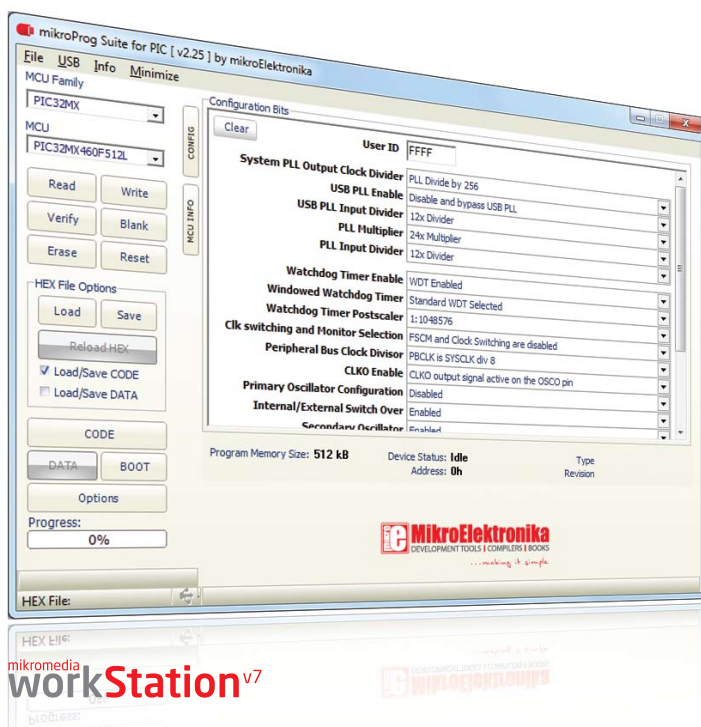 mikroProg Suite for PIC [ v2.25 ] by mikroElektronika
File USB Info Minimize
MCU Family
PIC32MX
MCU
PIC32MX460F512L
Read Write
Verify Blank
Erase Reset
HEX File Options
Load Save
Reload HEX
Load/Save CODE
Load/Save DATA
CODE
DATA BOOT
Options
Progress:
0%
HEX File:
CONFIG
MCU INFO
Configuration Bits
Clear
User ID FFFF
System PLL Output Clock Divider PLL Divide by 256
USB PLL Enable Disable and bypass USB PLL
USB PLL Input Divider 12x Divider
PLL Multiplier 24x Multiplier
PLL Input Divider 12x Divider
Watchdog Timer Enable WDT Enabled
Windowed Watchdog Timer Standard WDT Selected
Watchdog Timer Postscaler 1:1048576
Clk switching and Monitor Selection FSCM and Clock Switching are disabled
Peripheral Bus Clock Divisor PBCLK is SYSCLK div 8
CLKO Enable CLKO output signal active on the OSCO pin
Primary Oscillator Configuration Disabled
Internal/External Switch Over Enabled
Secondary Oscillator Enabled
Program Memory Size: 512 kB Device Status: Idle Type
Address: 0h Revision
MikroElektronika
DEVELOPMENT TOOLS | COMPILERS | BOOKS
...making it simple
HEX File:
mikromedia
workStation v7
Progress: